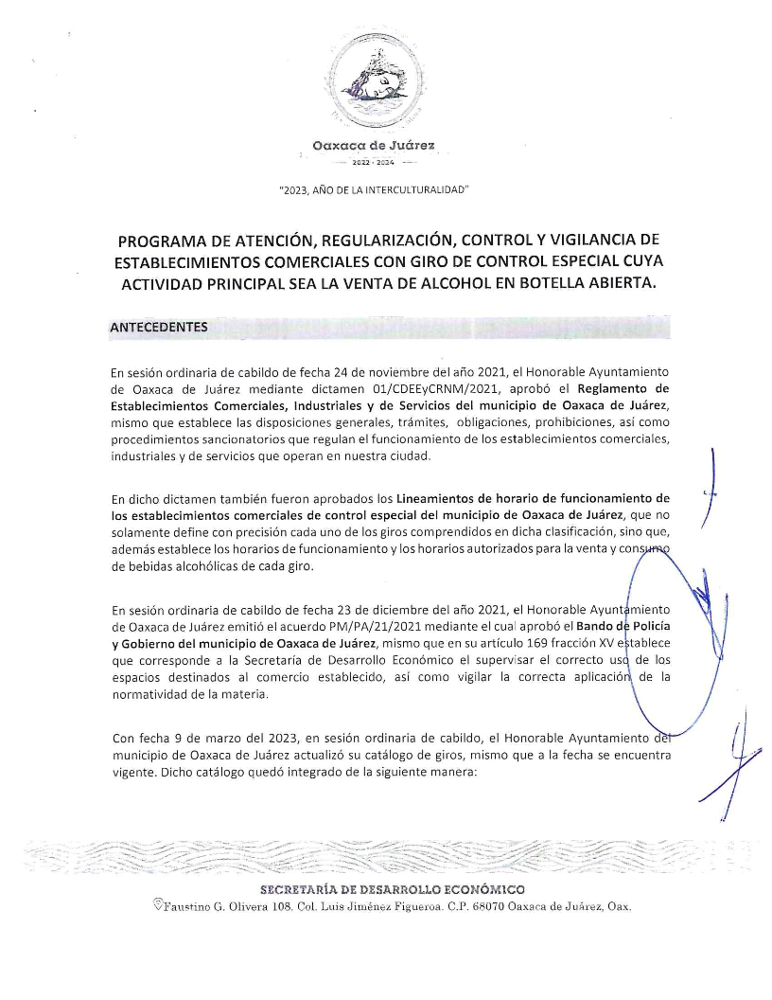 Oaxaca de Juárez
2022 - 2024
"2023, AÑO DE LA INTERCULTURALIDAD"
PROGRAMA DE ATENCIÓN, REGULARIZACIÓN, CONTROL Y VIGILANCIA DE
ESTABLECIMIENTOS COMERCIALES CON GIRO DE CONTROL ESPECIAL CUYA
ACTIVIDAD PRINCIPAL SEA LA VENTA DE ALCOHOL EN BOTELLA ABIERTA.
ANTECEDENTES
En sesión ordinaria de cabildo de fecha 24 de noviembre del año 2021, el Honorable Ayuntamiento
de Oaxaca de Juárez mediante dictamen 01/CDEEyCRNM/2021, aprobó el Reglamento de
Establecimientos Comerciales, Industriales y de Servicios del municipio de Oaxaca de Juárez,
mismo que establece las disposiciones generales, trámites, obligaciones, prohibiciones, así como
procedimientos sancionatorios que regulan el funcionamiento de los establecimientos comerciales,
industriales y de servicios que operan en nuestra ciudad.
En dicho dictamen también fueron aprobados los Lineamientos de horario de funcionamiento de
los establecimientos comerciales de control especial del municipio de Oaxaca de Juárez, que no
solamente define con precisión cada uno de los giros comprendidos en dicha clasificación, sino que,
además establece los horarios de funcionamiento y los horarios autorizados para la venta y consumo
de bebidas alcohólicas de cada giro.
En sesión ordinaria de cabildo de fecha 23 de diciembre del año 2021, el Honorable Ayuntamiento
de Oaxaca de Juárez emitió el acuerdo PM/PA/21/2021 mediante el cual aprobó el Bando de Policía
y Gobierno del municipio de Oaxaca de Juárez, mismo que en su artículo 169 fracción XV establece
que corresponde a la Secretaría de Desarrollo Económico el supervisar el correcto uso de los
espacios destinados al comercio establecido, así como vigilar la correcta aplicación de la
normatividad de la materia.
Con fecha 9 de marzo del 2023, en sesión ordinaria de cabildo, el Honorable Ayuntamiento del
municipio de Oaxaca de Juárez actualizó su catálogo de giros, mismo que a la fecha se encuentra
vigente. Dicho catálogo quedó integrado de la siguiente manera:
SECRETARÍA DE DESARROLLO ECONÓMICO
Faustino G. Olivera 108. Col. Luis Jiménez Figueroa. C.P. 68070 Oaxaca de Juárez, Oax.